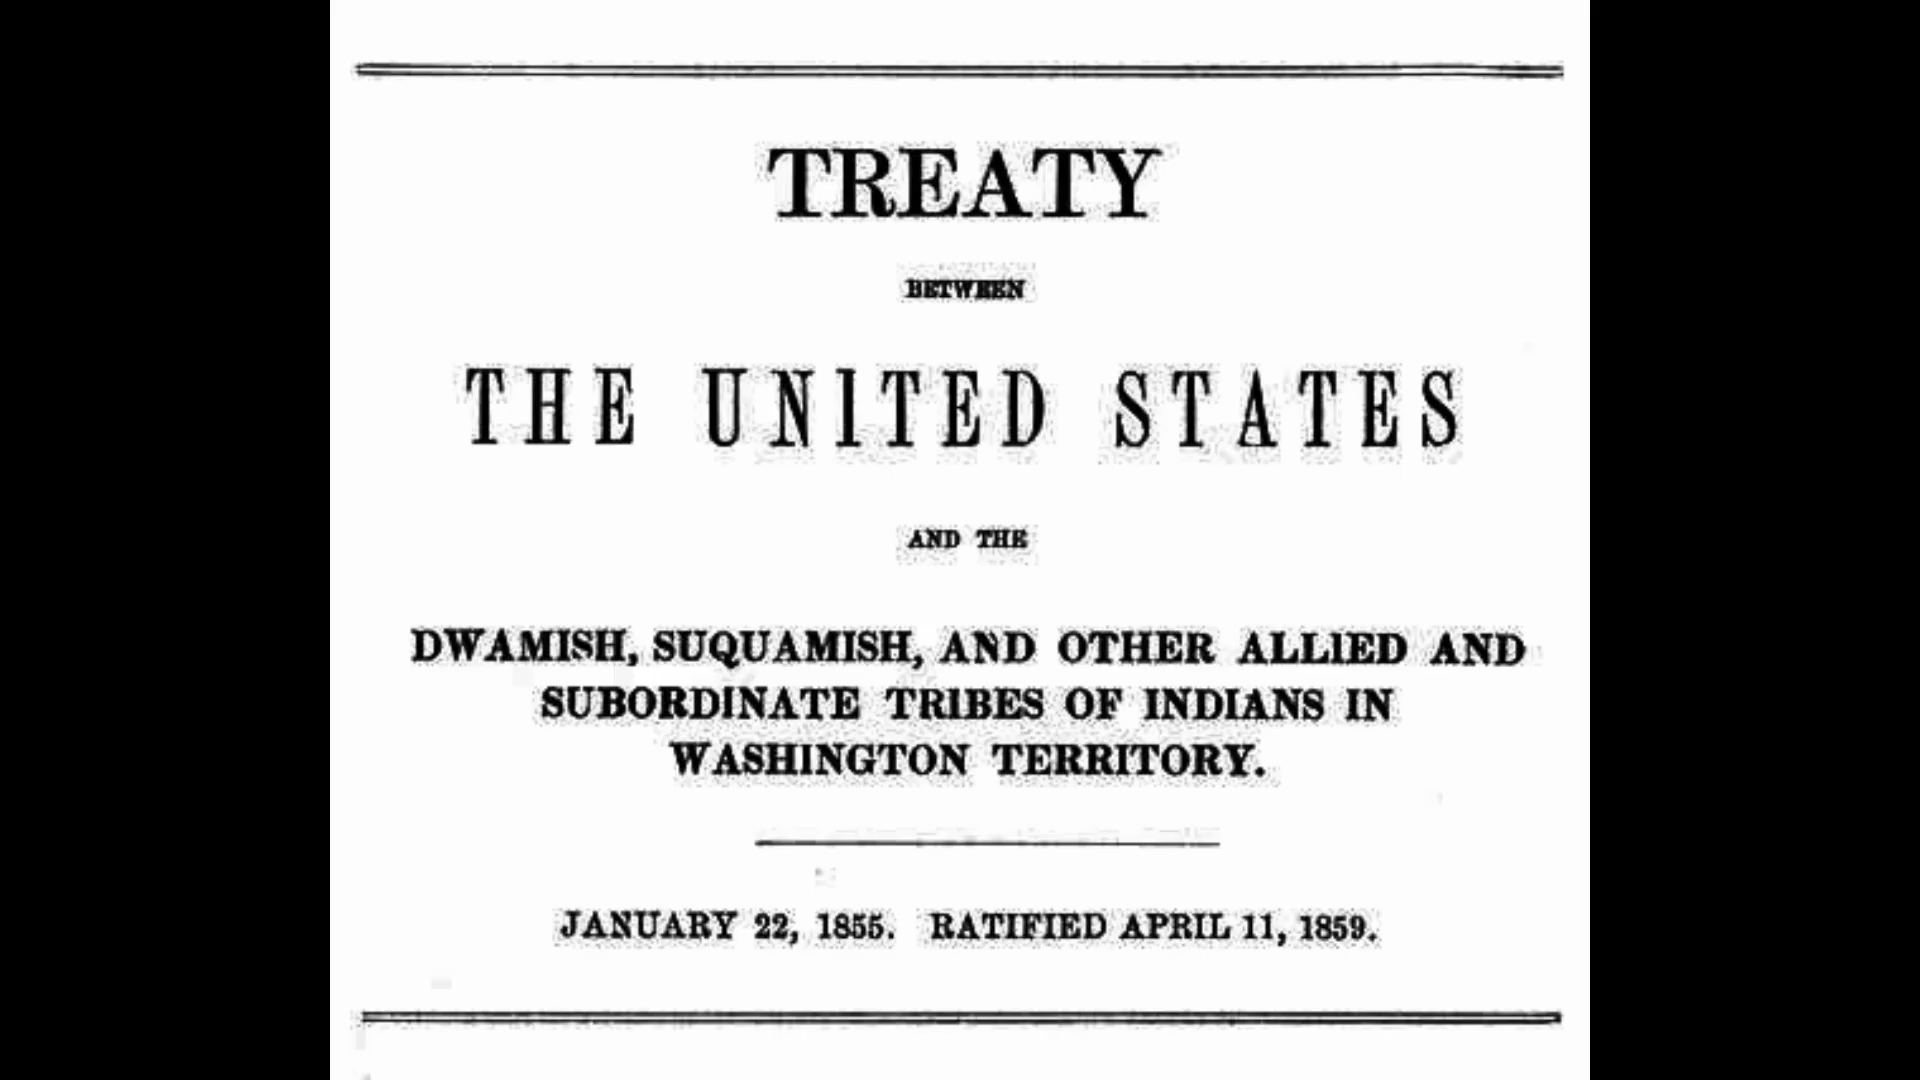 TREATY
BETWEEN
THE UNITED STATES
AND THE
DWAMISH, SUQUAMISH, AND OTHER ALLIED AND
SUBORDINATE TRIBES OF INDIANS IN
WASHINGTON TERRITORY.
JANUARY 22, 1855. RATIFIED APRIL 11, 1859.